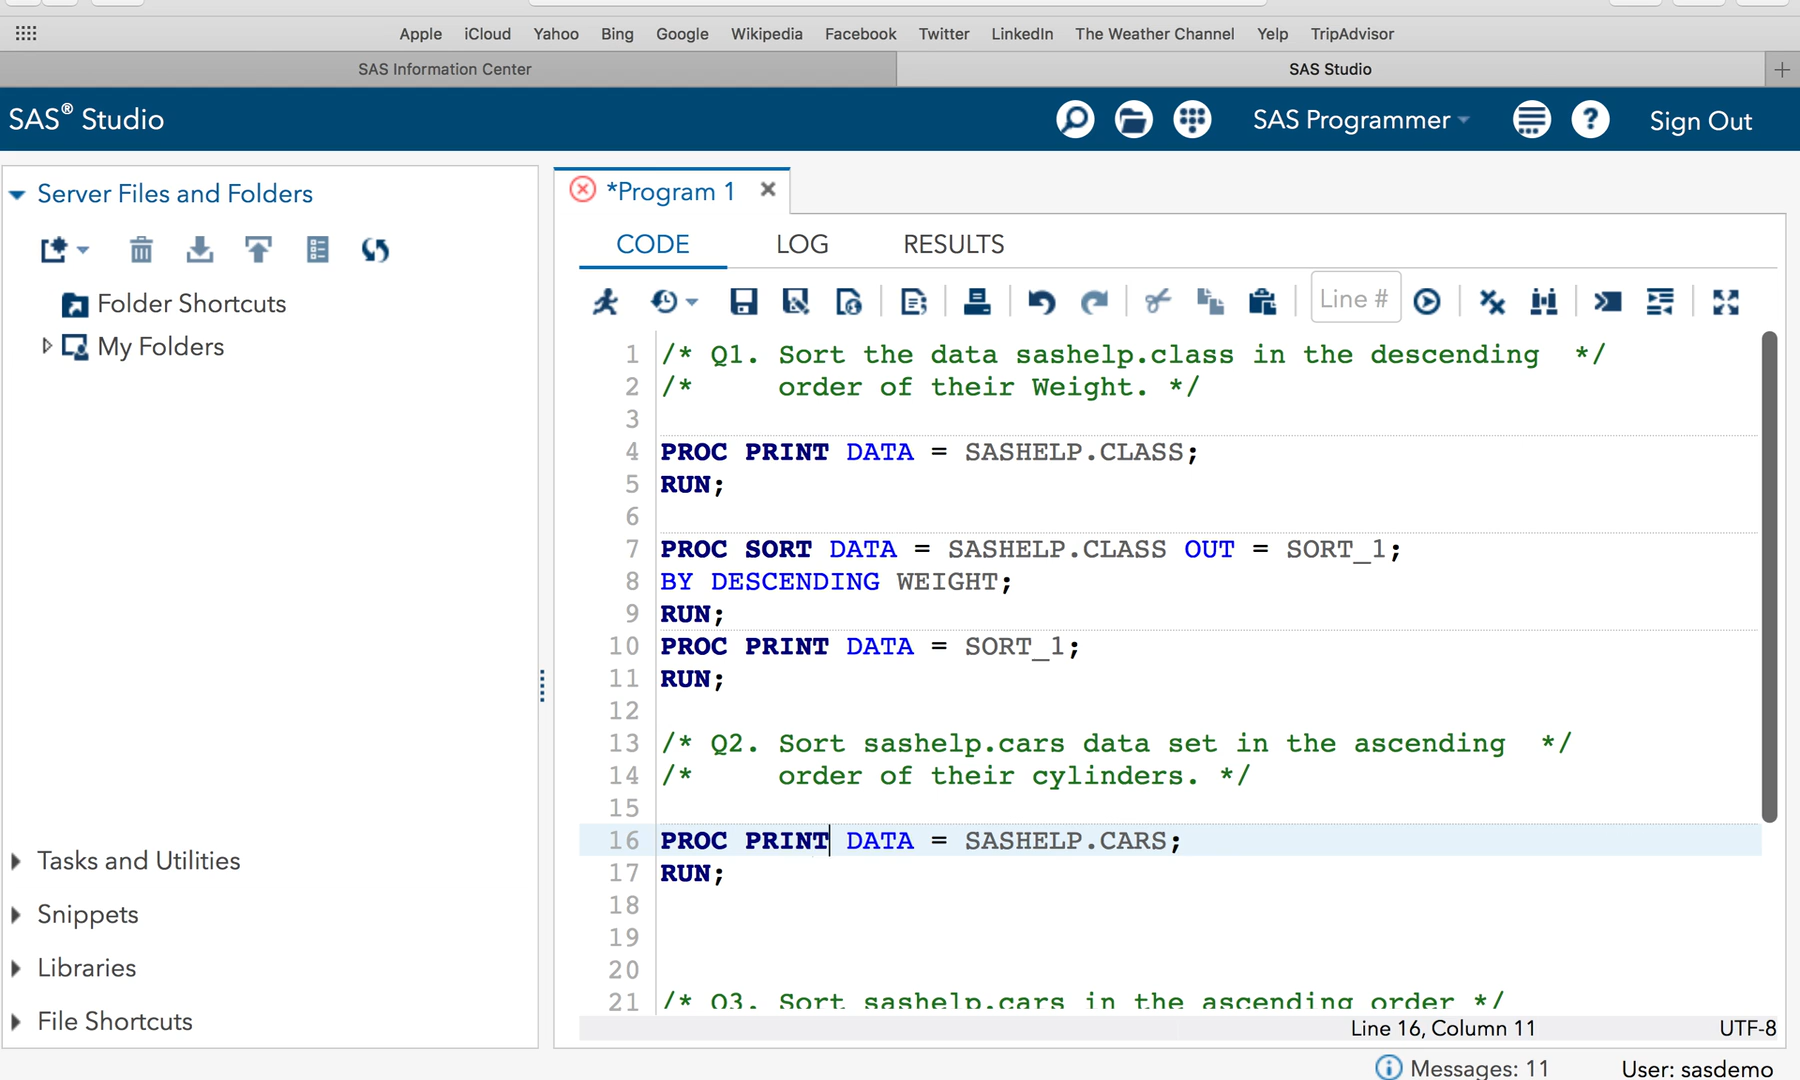 Apple iCloud Yahoo Bing Google Wikipedia Facebook Twitter LinkedIn The Weather Channel Yelp TripAdvisor
SAS Information Center SAS Studio
SAS® Studio SAS Programmer Sign Out
Server Files and Folders
Folder Shortcuts
My Folders
Tasks and Utilities
Snippets
Libraries
File Shortcuts
*Program 1
CODE LOG RESULTS
Line #
1 /* Q1. Sort the data sashelp.class in the descending */
2 /* order of their Weight. */
3
4 PROC PRINT DATA = SASHELP.CLASS;
5 RUN;
6
7 PROC SORT DATA = SASHELP.CLASS OUT = SORT_1;
8 BY DESCENDING WEIGHT;
9 RUN;
10 PROC PRINT DATA = SORT_1;
11 RUN;
12
13 /* Q2. Sort sashelp.cars data set in the ascending */
14 /* order of their cylinders. */
15
16 PROC PRINT DATA = SASHELP.CARS;
17 RUN;
18
19
20
21 /* Q3. Sort sashelp.cars in the ascending order */
Line 16, Column 11 UTF-8
Messages: 11 User: sasdemo